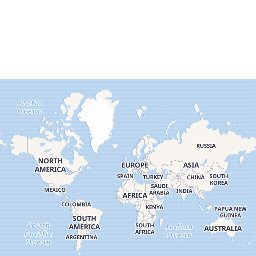 Arctic
Ocean
RUSSIA
NORTH
AMERICA
EUROPE
ASIA
SPAIN
TURKEY
CHINA
SOUTH
KOREA
MEXICO
SAUDI
ARABIA
INDIA
AFRICA
COLOMBIA
KENYA
PAPUA NEW
GUINEA
SOUTH
AMERICA
South
Pacific
Ocean
SOUTH
AFRICA
Indian
Ocean
AUSTRALIA
ARGENTINA